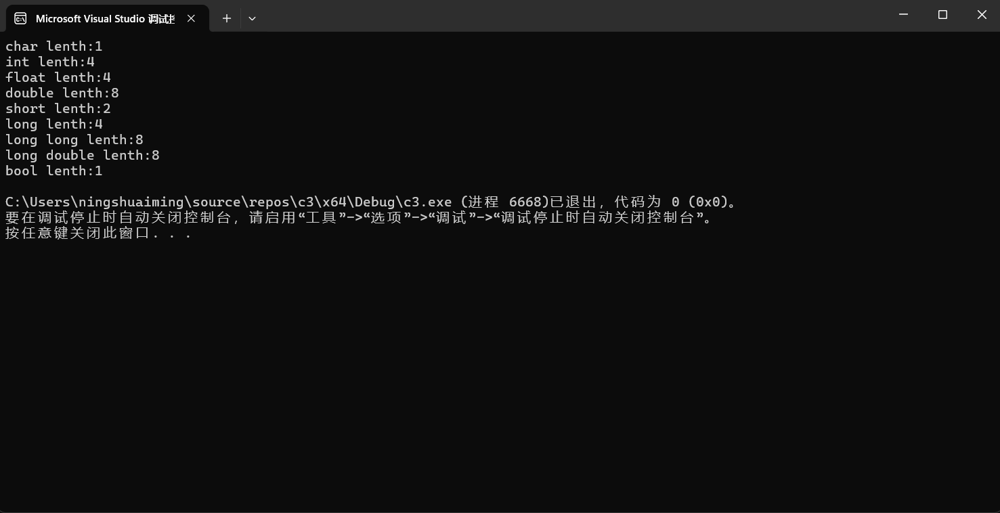 Microsoft Visual Studio 调试
char lenth:1
int lenth:4
float lenth:4
double lenth:8
short lenth:2
long lenth:4
long long lenth:8
long double lenth:8
bool lenth:1
C:\Users\ningshuaiming\source\repos\c3\x64\Debug\c3.exe (进程 6668)已退出，代码为 0 (0x0)。
要在调试停止时自动关闭控制台，请启用“工具”->“选项”->“调试”->“调试停止时自动关闭控制台”。
按任意键关闭此窗口. . .